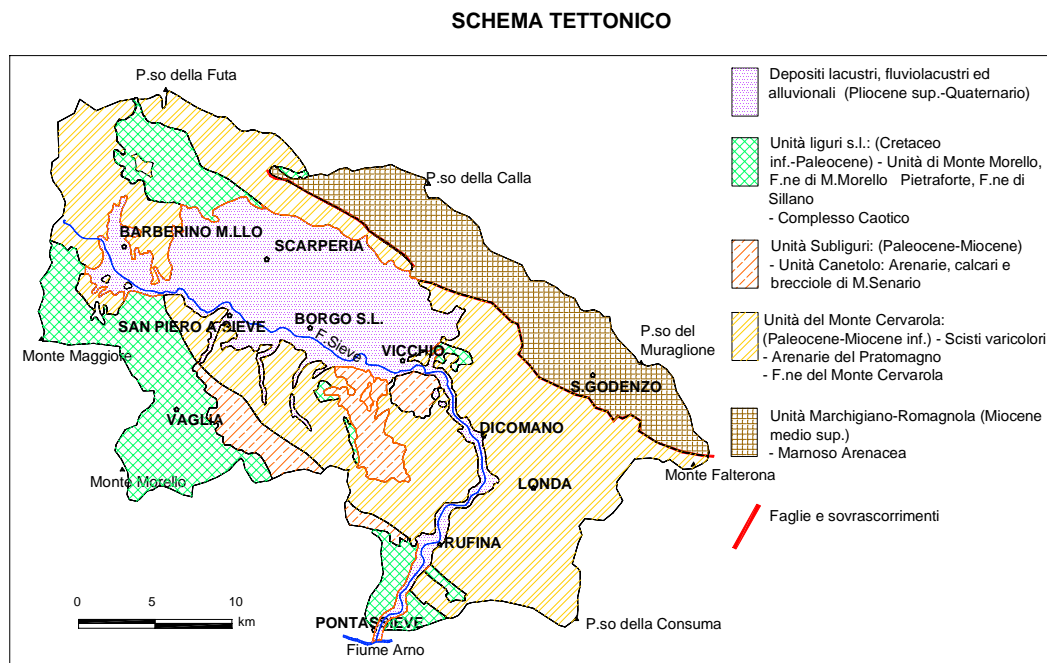 SCHEMA TETTONICO
P.so della Futa
P.so della Calla
BARBERINO M.LLO
SCARPERIA
SAN PIERO A SIEVE
BORGO S.L.
F. Sieve
VICCHIO
P.so del
Muraglione
Monte Maggiore
S.GODENZO
VAGLIA
DICOMANO
Monte Morello
LONDA
Monte Falterona
RUFINA
PONTASSIEVE
P.so della Consuma
Fiume Arno
0 5 10
km
Depositi lacustri, fluviolacustri ed
alluvionali (Pliocene sup.-Quaternario)
Unità liguri s.l.: (Cretaceo
inf.-Paleocene) - Unità di Monte Morello,
F.ne di M.Morello Pietraforte, F.ne di
Sillano
- Complesso Caotico
Unità Subliguri: (Paleocene-Miocene)
- Unità Canetolo: Arenarie, calcari e
brecciole di M.Senario
Unità del Monte Cervarola:
(Paleocene-Miocene inf.) - Scisti varicolori
- Arenarie del Pratomagno
- F.ne del Monte Cervarola
Unità Marchigiano-Romagnola (Miocene
medio sup.)
- Marnoso Arenacea
Faglie e sovrascorrimenti